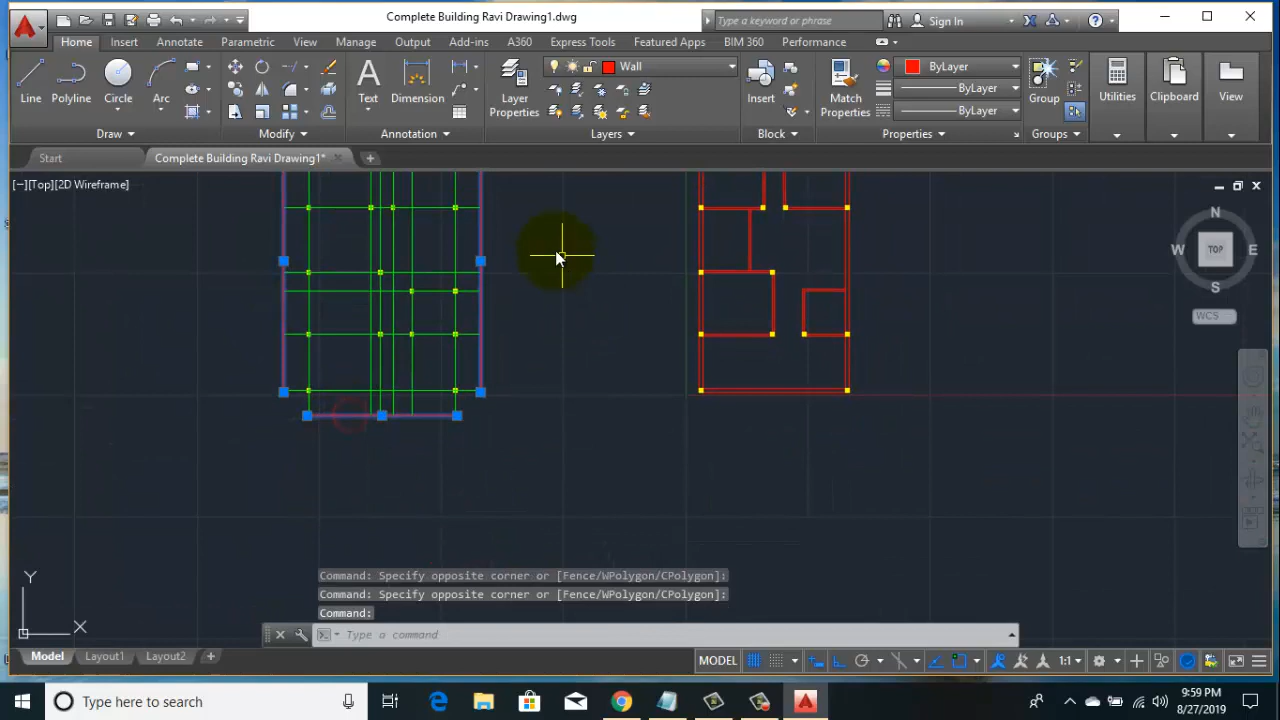 Complete Building Ravi Drawing1.dwg
Type a keyword or phrase
Sign In
Home Insert Annotate Parametric View Manage Output Add-ins A360 Express Tools Featured Apps BIM 360 Performance
Line Polyline Circle Arc
Text Dimension
Layer Properties
Wall
Insert
Match Properties
ByLayer
ByLayer
ByLayer
Group
Utilities
Clipboard
View
Draw Modify Annotation Layers Block Properties Groups
Start Complete Building Ravi Drawing1*
[−][Top][2D Wireframe]
N
W TOP E
S
WCS
Y
X
Command: Specify opposite corner or [Fence/WPolygon/CPolygon]:
Command: Specify opposite corner or [Fence/WPolygon/CPolygon]:
Command:
Type a command
Model Layout1 Layout2
MODEL
1:1
Type here to search
9:59 PM
8/27/2019